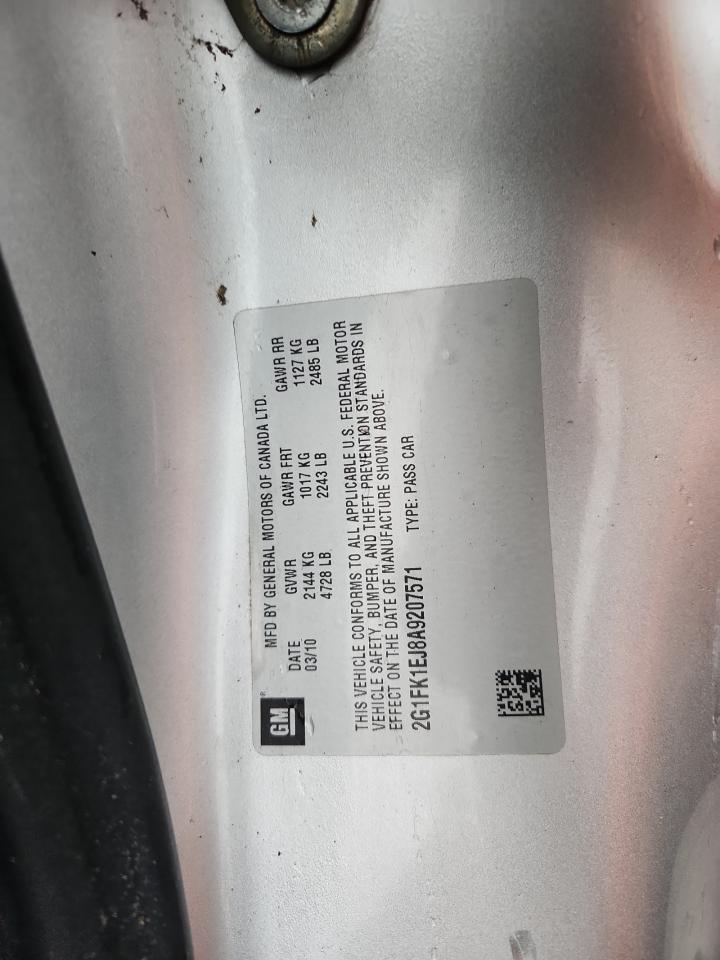 GM
MFD BY GENERAL MOTORS OF CANADA LTD.
DATE GVWR GAWR FRT GAWR RR
03/10 2144 KG 1017 KG 1127 KG
4728 LB 2243 LB 2485 LB
THIS VEHICLE CONFORMS TO ALL APPLICABLE U.S. FEDERAL MOTOR
VEHICLE SAFETY, BUMPER, AND THEFT PREVENTION STANDARDS IN
EFFECT ON THE DATE OF MANUFACTURE SHOWN ABOVE.
2G1FK1EJ8A9207571 TYPE: PASS CAR